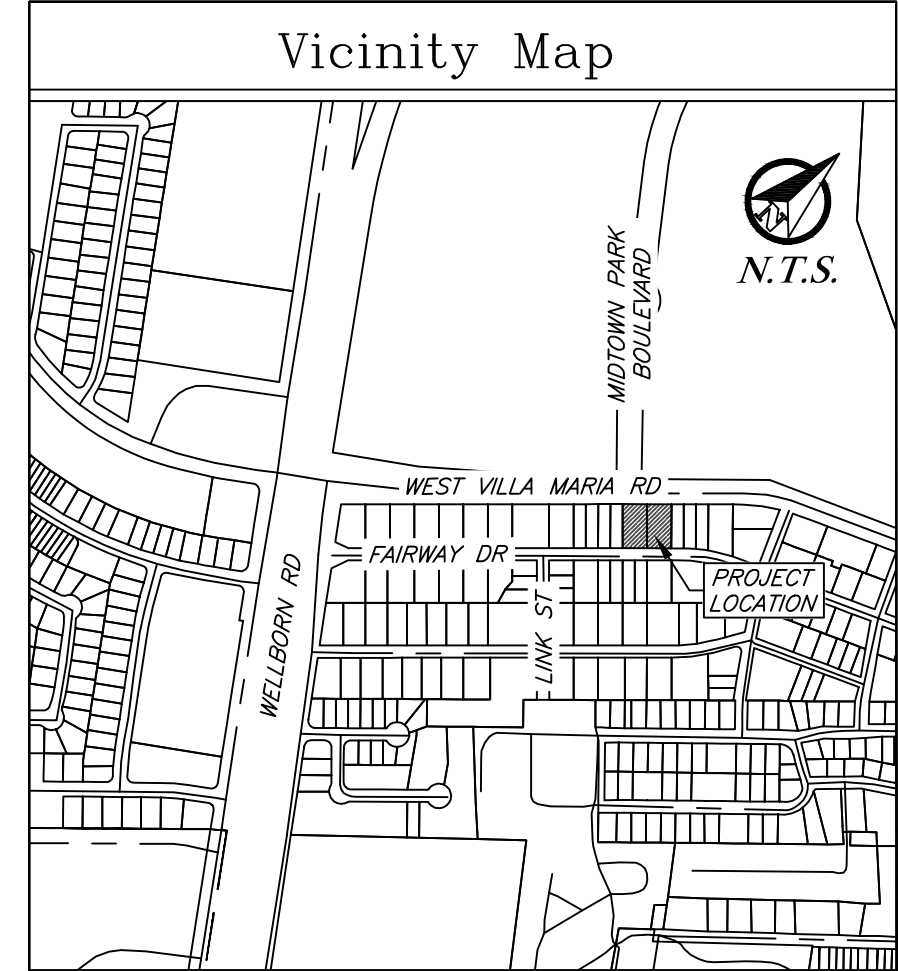 Vicinity Map
N
N.T.S.
MIDTOWN PARK
BOULEVARD
WEST VILLA MARIA RD
FAIRWAY DR
PROJECT
LOCATION
LINK ST
WELLBORN RD